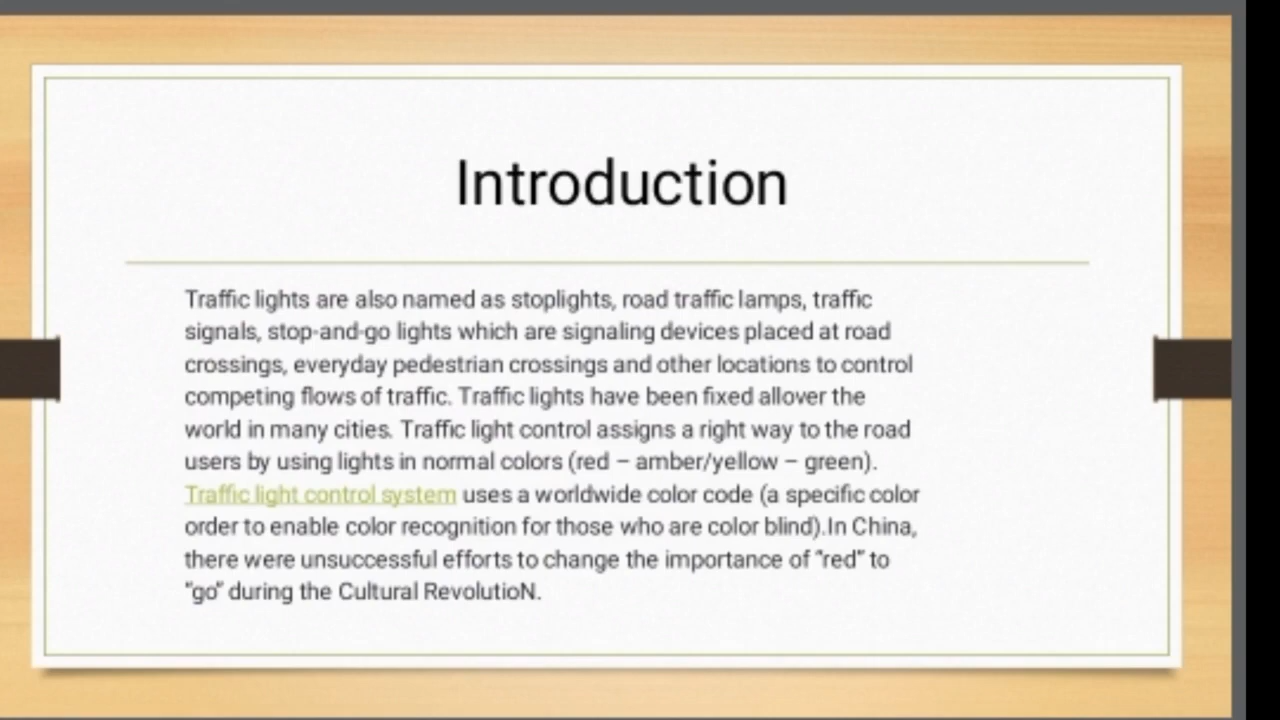 Introduction
Traffic lights are also named as stoplights, road traffic lamps, traffic
signals, stop-and-go lights which are signaling devices placed at road
crossings, everyday pedestrian crossings and other locations to control
competing flows of traffic. Traffic lights have been fixed allover the
world in many cities. Traffic light control assigns a right way to the road
users by using lights in normal colors (red – amber/yellow – green).
Traffic light control system uses a worldwide color code (a specific color
order to enable color recognition for those who are color blind).In China,
there were unsuccessful efforts to change the importance of “red” to
“go” during the Cultural RevolutioN.